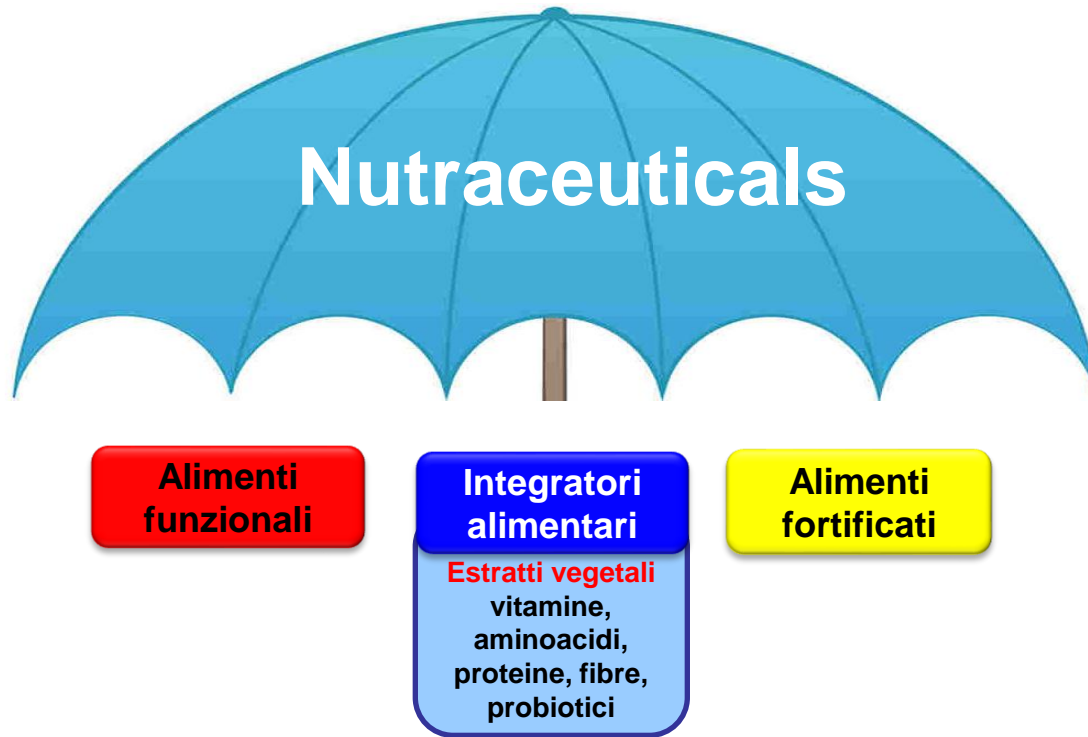 Nutraceuticals
Alimenti
funzionali
Integratori
alimentari
Estratti vegetali
vitamine,
aminoacidi,
proteine, fibre,
probiotici
Alimenti
fortificati